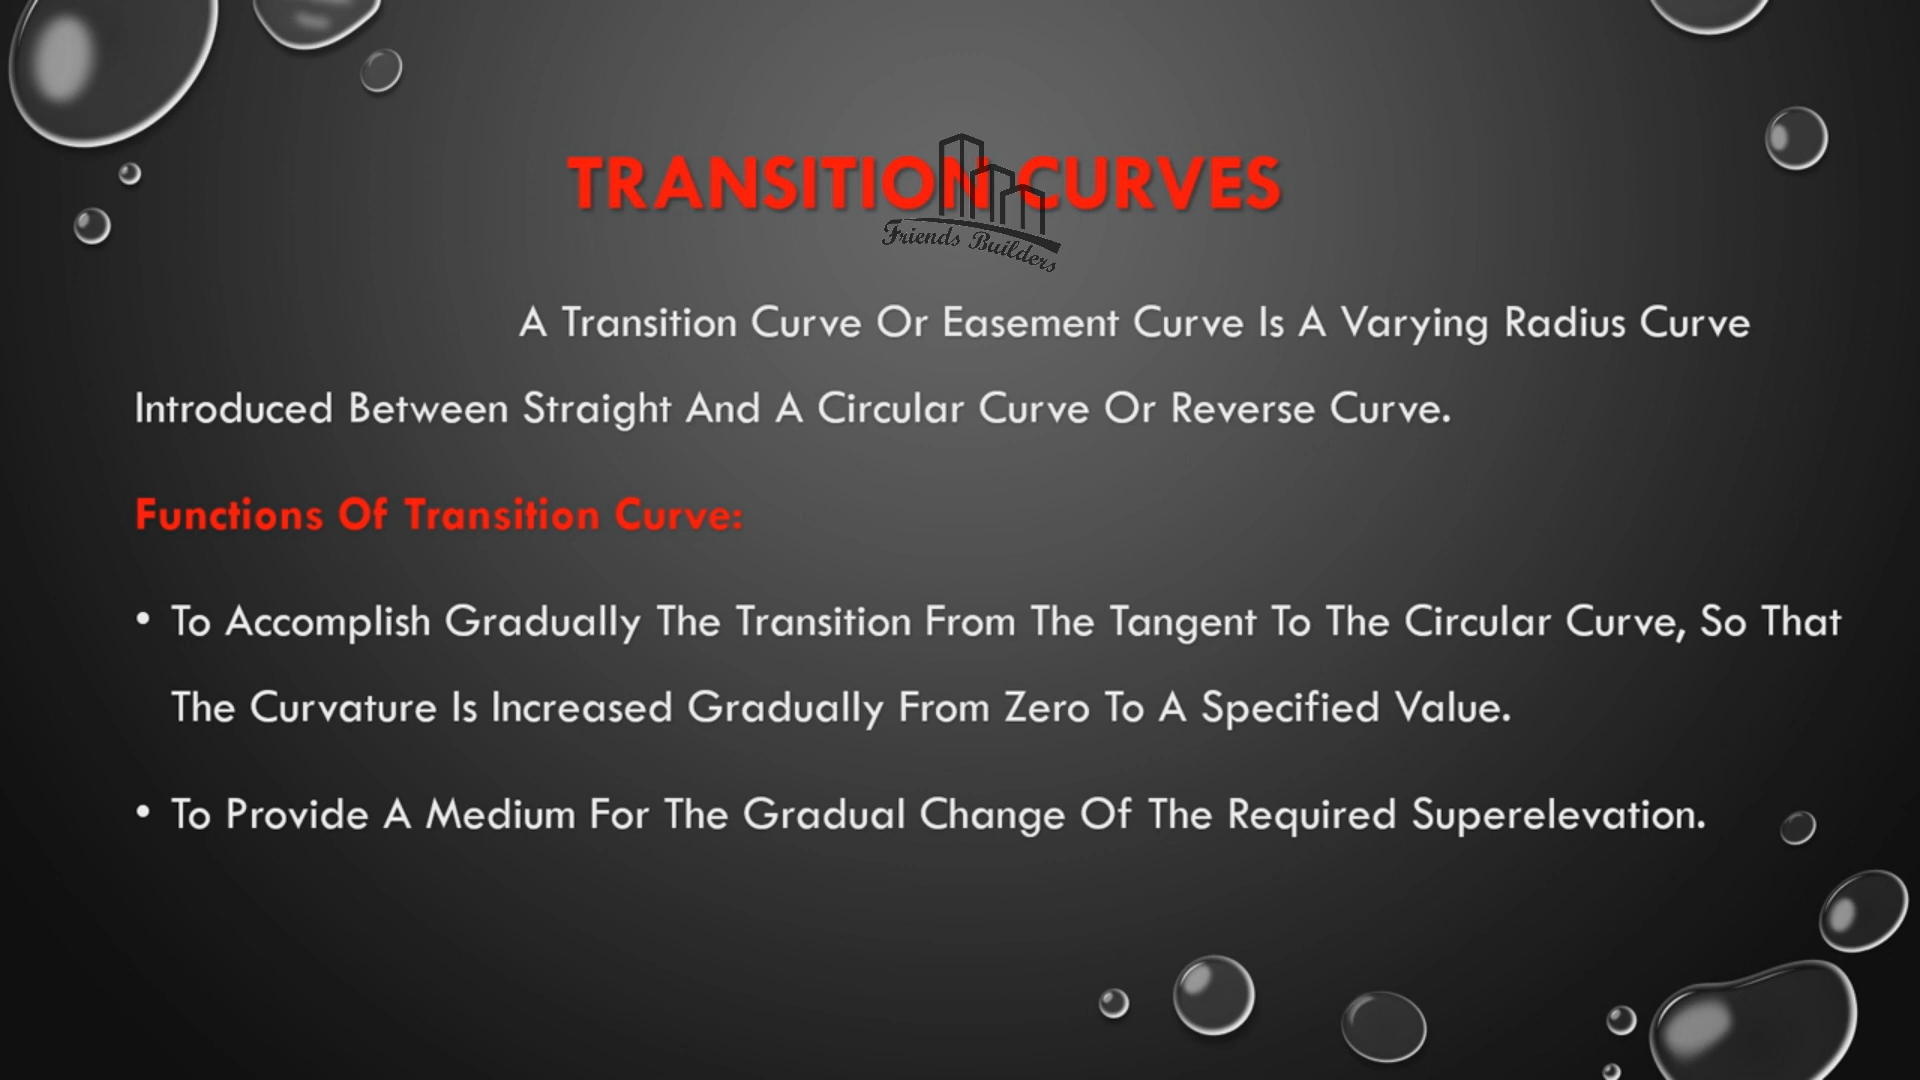 TRANSITION CURVES
Friends Builders
A Transition Curve Or Easement Curve Is A Varying Radius Curve
Introduced Between Straight And A Circular Curve Or Reverse Curve.
Functions Of Transition Curve:
• To Accomplish Gradually The Transition From The Tangent To The Circular Curve, So That
The Curvature Is Increased Gradually From Zero To A Specified Value.
• To Provide A Medium For The Gradual Change Of The Required Superelevation.